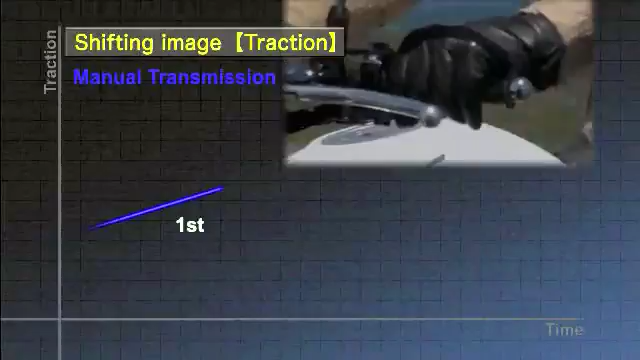 Shifting image【Traction】
Manual Transmission
Traction
1st
Time